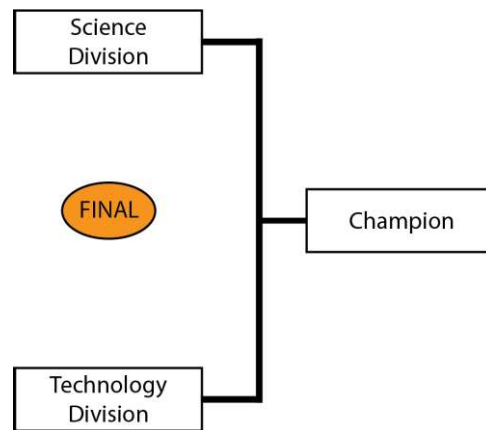 Science
Division
FINAL
Champion
Technology
Division